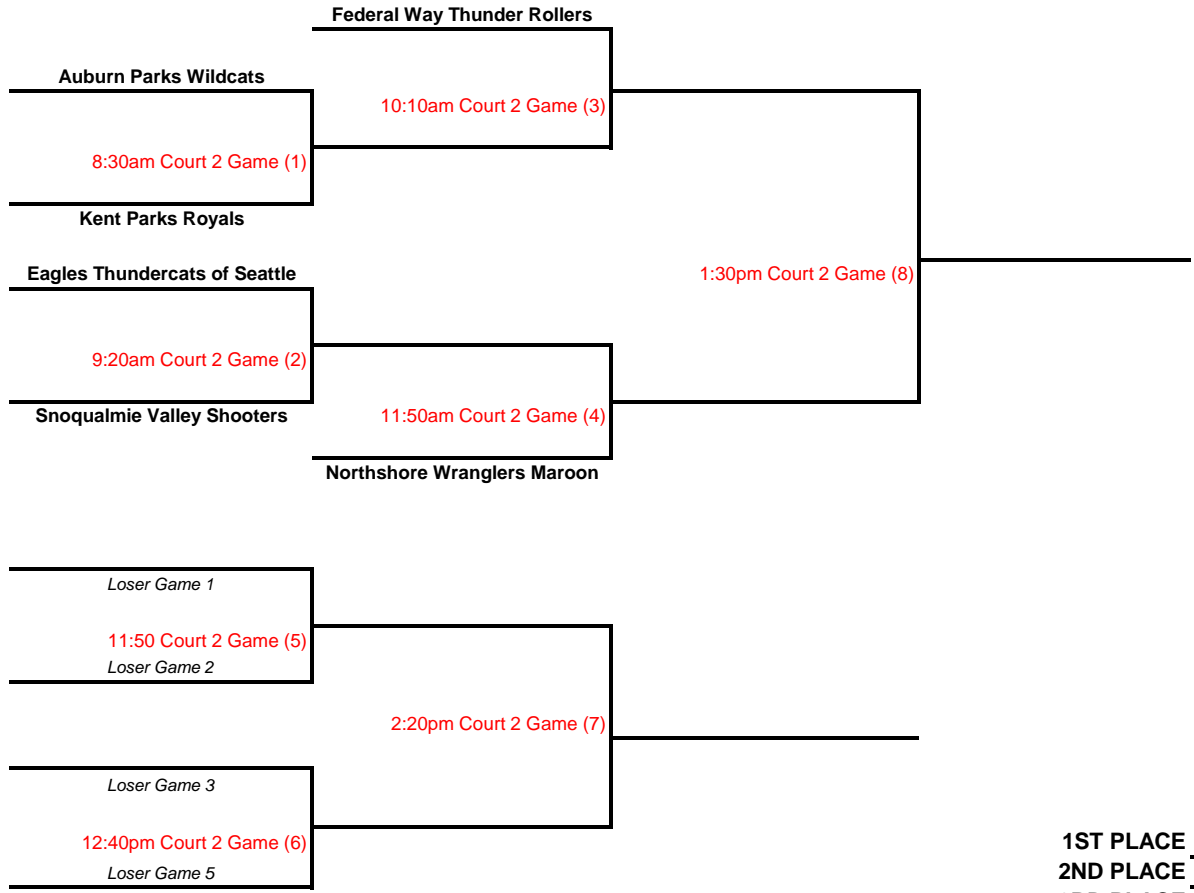 Federal Way Thunder Rollers
Auburn Parks Wildcats
10:10am Court 2 Game (3)
8:30am Court 2 Game (1)
Kent Parks Royals
Eagles Thundercats of Seattle
1:30pm Court 2 Game (8)
9:20am Court 2 Game (2)
Snoqualmie Valley Shooters
11:50am Court 2 Game (4)
Northshore Wranglers Maroon
Loser Game 1
11:50 Court 2 Game (5)
Loser Game 2
2:20pm Court 2 Game (7)
Loser Game 3
12:40pm Court 2 Game (6)
Loser Game 5
1ST PLACE
2ND PLACE